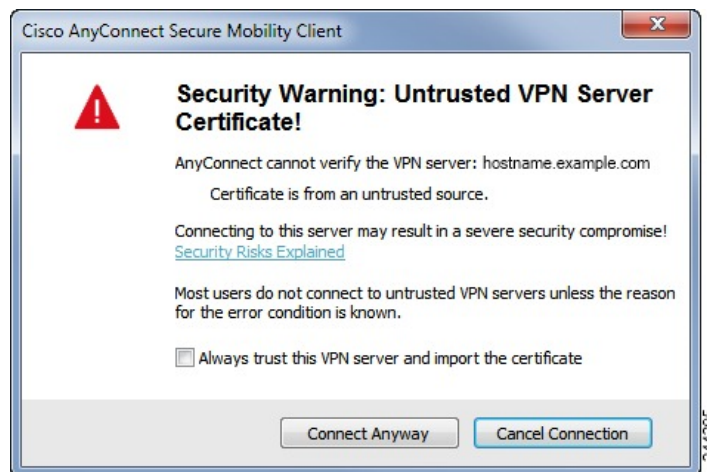 Cisco AnyConnect Secure Mobility Client
Security Warning: Untrusted VPN Server
Certificate!
AnyConnect cannot verify the VPN server: hostname.example.com
Certificate is from an untrusted source.
Connecting to this server may result in a severe security compromise!
Security Risks Explained
Most users do not connect to untrusted VPN servers unless the reason
for the error condition is known.
Always trust this VPN server and import the certificate
Connect Anyway
Cancel Connection